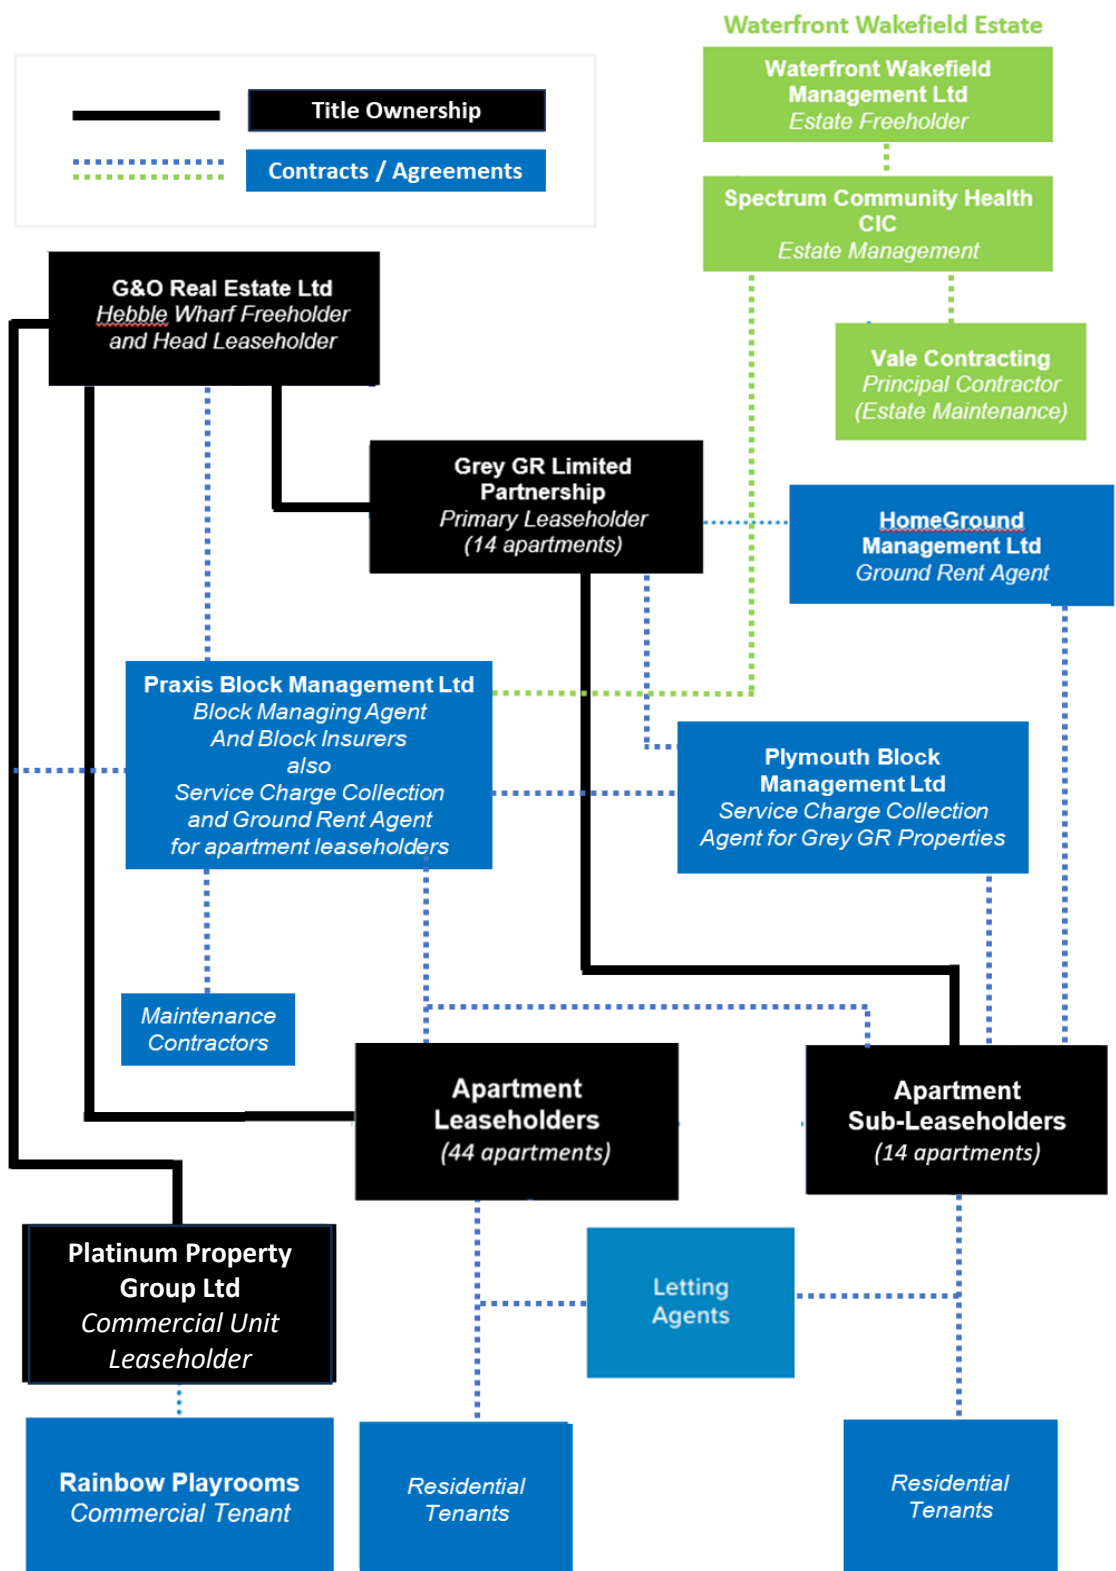 Waterfront Wakefield Estate
Waterfront Wakefield
Management Ltd
Estate Freeholder
Title Ownership
Contracts / Agreements
Spectrum Community Health
CIC
Estate Management
G&O Real Estate Ltd
Hebble Wharf Freeholder
and Head Leaseholder
Vale Contracting
Principal Contractor
(Estate Maintenance)
Grey GR Limited
Partnership
Primary Leaseholder
(14 apartments)
HomeGround
Management Ltd
Ground Rent Agent
Praxis Block Management Ltd
Block Managing Agent
And Block Insurers
also
Service Charge Collection
and Ground Rent Agent
for apartment leaseholders
Plymouth Block
Management Ltd
Service Charge Collection
Agent for Grey GR Properties
Maintenance
Contractors
Apartment
Leaseholders
(44 apartments)
Apartment
Sub-Leaseholders
(14 apartments)
Platinum Property
Group Ltd
Commercial Unit
Leaseholder
Letting
Agents
Rainbow Playrooms
Commercial Tenant
Residential
Tenants
Residential
Tenants